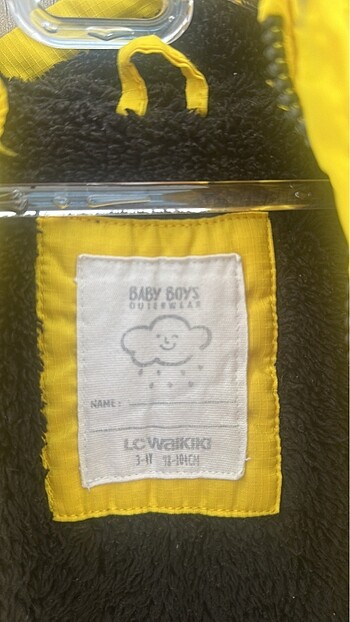 BABY BOYS
OUTERWEAR
NAME:
LC WAIKIKI
3-4Y 98-104CM